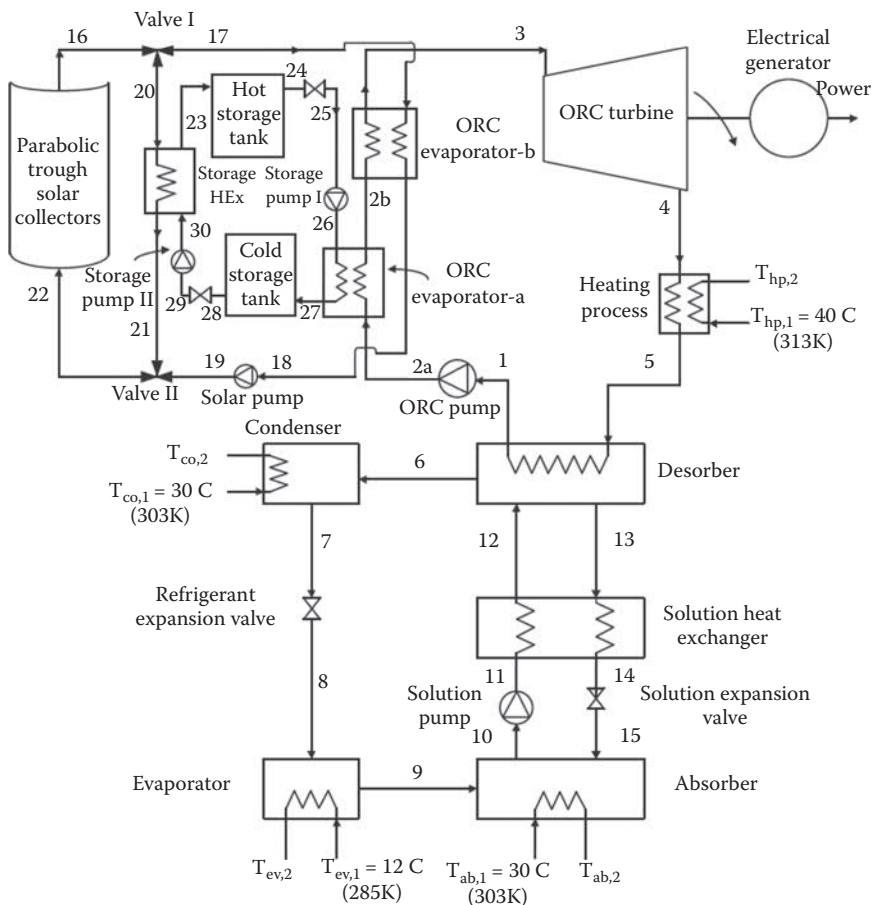 Valve I
16
17
3
Electrical
generator
Power
20
24
Hot
storage
tank
23
25
ORC turbine
ORC
evaporator-b
Parabolic
trough
solar
collectors
Storage
HEx
Storage
pump I
2b
4
26
30
Cold
storage
tank
Storage
pump II
29
28
27
ORC
evaporator-a
Heating
process
T_hp,2
T_hp,1 = 40 C
(313K)
22
21
19
18
2a
1
5
Valve II
Solar pump
ORC pump
Condenser
T_co,2
T_co,1 = 30 C
(303K)
6
Desorber
7
12
13
Refrigerant
expansion valve
Solution heat
exchanger
8
11
14
Solution
pump
Solution expansion
valve
10
15
Evaporator
9
Absorber
T_ev,2
T_ev,1 = 12 C
(285K)
T_ab,1 = 30 C
(303K)
T_ab,2